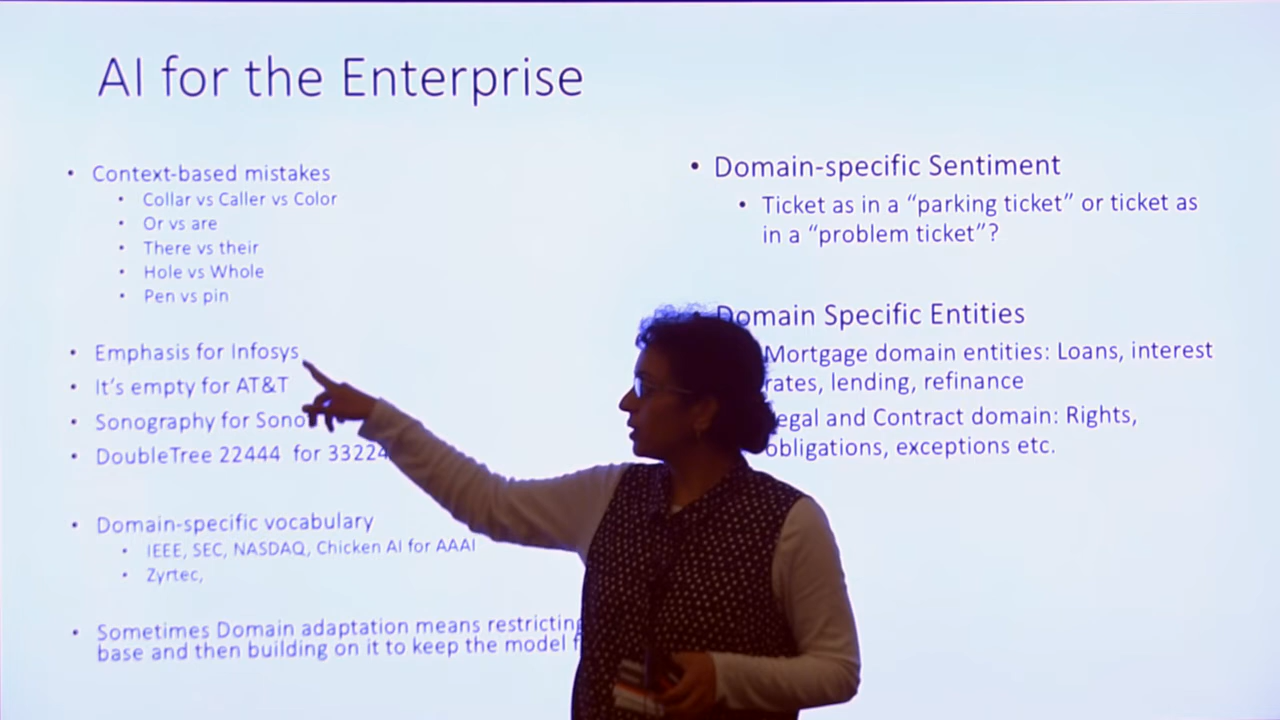 AI for the Enterprise
• Context-based mistakes
• Collar vs Caller vs Color
• Or vs are
• There vs their
• Hole vs Whole
• Pen vs pin
• Emphasis for Infosys
• It's empty for AT&T
• Sonography for
• DoubleTree 22444 for 33224
• Domain-specific vocabulary
• IEEE, SEC, NASDAQ, Chicken AI for AAAI
• Zyrtec,
• Sometimes Domain adaptation means restricting
base and then building on it to keep the model
• Domain-specific Sentiment
• Ticket as in a “parking ticket” or ticket as
in a “problem ticket”?
• Domain Specific Entities
Mortgage domain entities: Loans, interest
rates, lending, refinance
Legal and Contract domain: Rights,
obligations, exceptions etc.